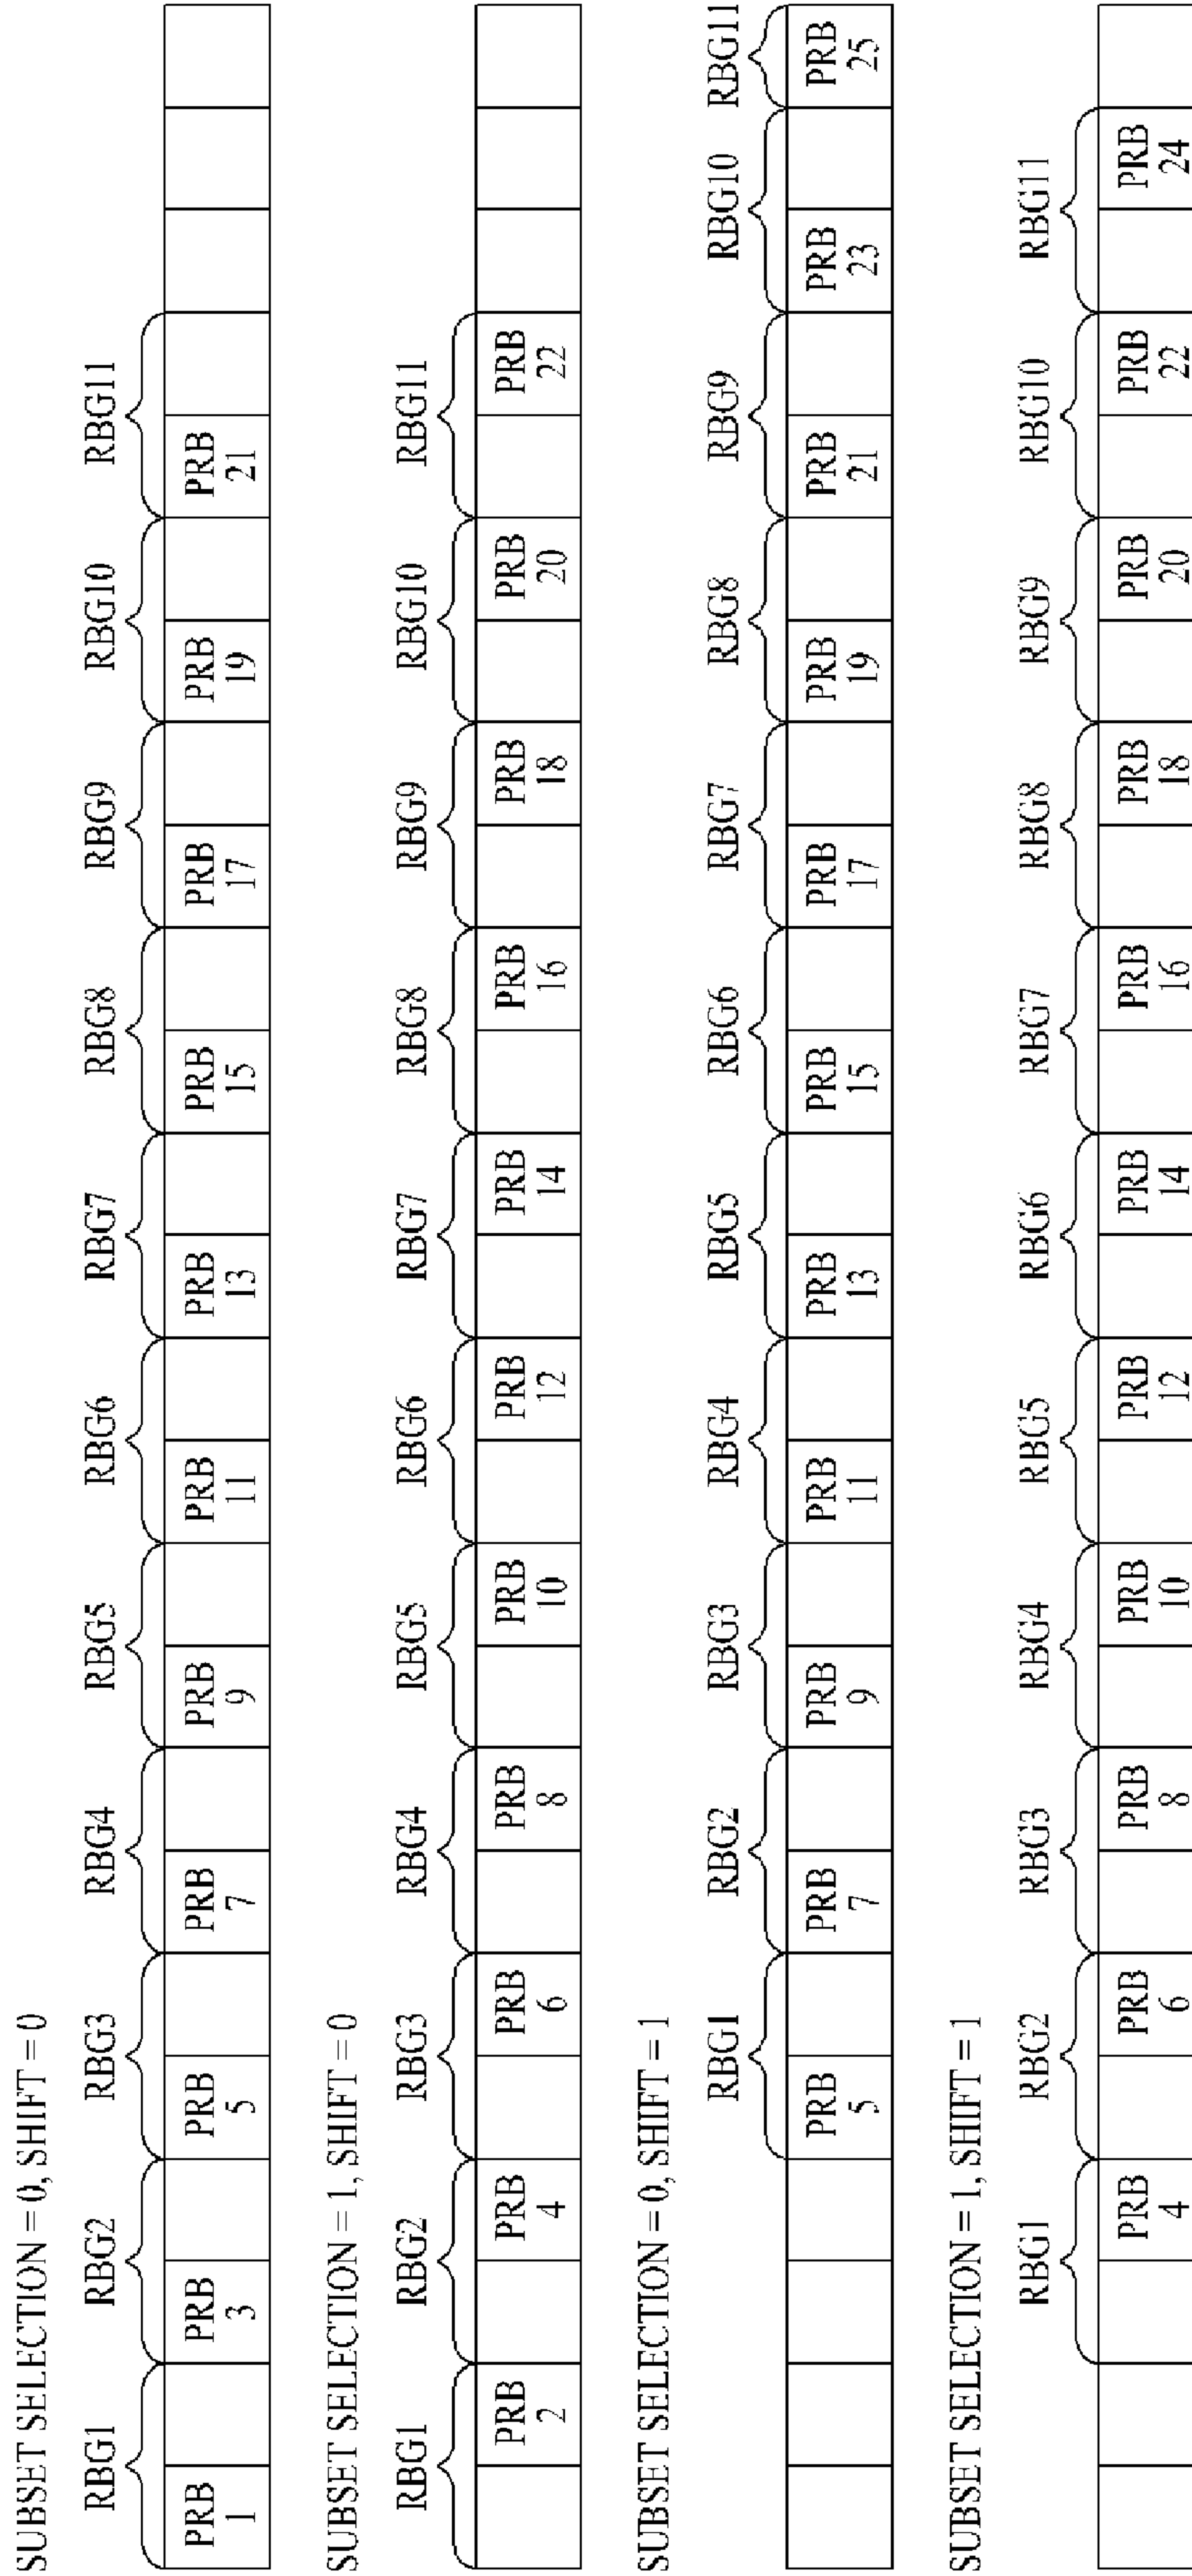 SUBSET SELECTION = 0, SHIFT = 0
RBG1 RBG2 RBG3 RBG4 RBG5 RBG6 RBG7 RBG8 RBG9 RBG10 RBG11
PRB PRB PRB PRB PRB PRB PRB PRB PRB PRB PRB
1 3 5 7 9 11 13 15 17 19 21
SUBSET SELECTION = 1, SHIFT = 0
RBG1 RBG2 RBG3 RBG4 RBG5 RBG6 RBG7 RBG8 RBG9 RBG10 RBG11
PRB PRB PRB PRB PRB PRB PRB PRB PRB PRB PRB
2 4 6 8 10 12 14 16 18 20 22
SUBSET SELECTION = 0, SHIFT = 1
RBG1 RBG2 RBG3 RBG4 RBG5 RBG6 RBG7 RBG8 RBG9 RBG10 RBG11
PRB PRB PRB PRB PRB PRB PRB PRB PRB PRB PRB
5 7 9 11 13 15 17 19 21 23 25
SUBSET SELECTION = 1, SHIFT = 1
RBG1 RBG2 RBG3 RBG4 RBG5 RBG6 RBG7 RBG8 RBG9 RBG10 RBG11
PRB PRB PRB PRB PRB PRB PRB PRB PRB PRB PRB
4 6 8 10 12 14 16 18 20 22 24